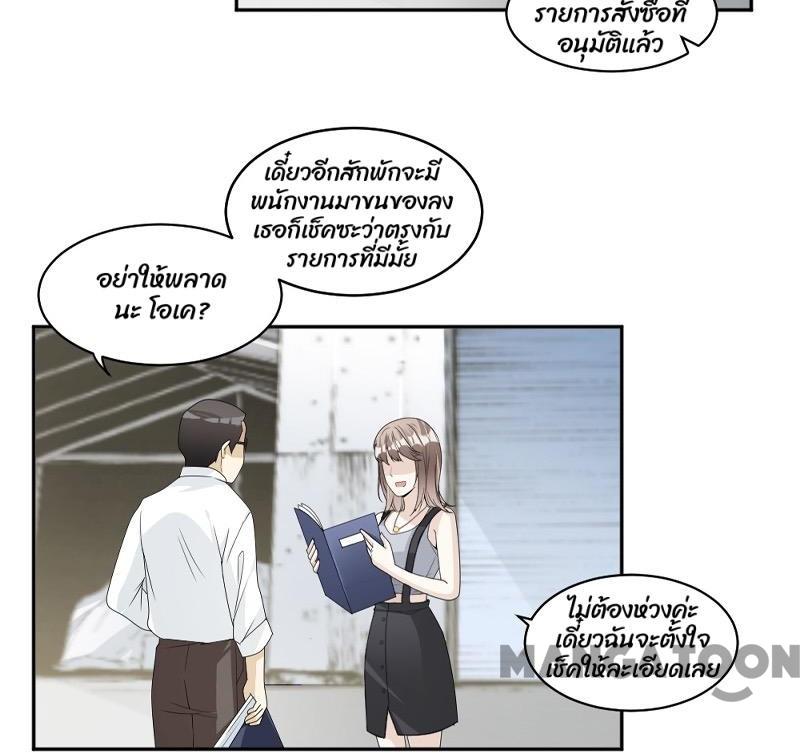 รายการสั่งซื้อที่
อนุมัติแล้ว
เดี๋ยวอีกสักพักจะมี
พนักงานมาขนของลง
เธอก็เช็คซะว่าตรงกับ
รายการที่มีมั้ย
อย่าให้พลาด
นะ โอเค?
ไม่ต้องห่วงค่ะ
เดี๋ยวฉันจะตั้งใจ
เช็คให้ละเอียดเลย
MANGATOON